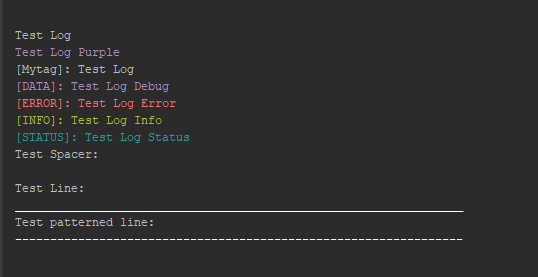 Test Log
Test Log Purple
[Mytag]: Test Log
[DATA]: Test Log Debug
[ERROR]: Test Log Error
[INFO]: Test Log Info
[STATUS]: Test Log Status
Test Spacer:
Test Line:
________________________________________________________________
Test patterned line:
----------------------------------------------------------------